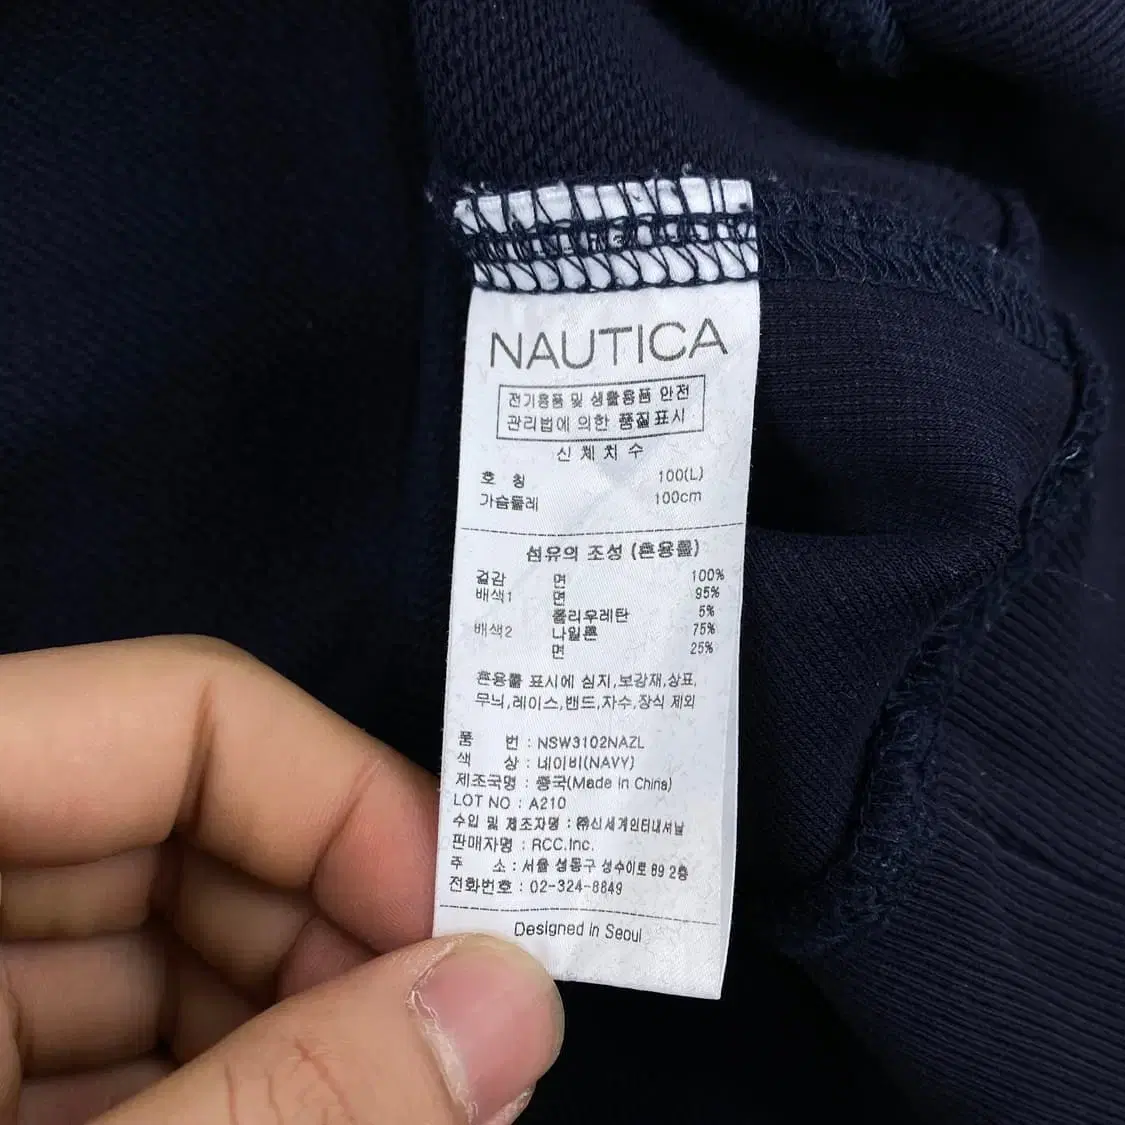 NAUTICA
전기용품 및 생활용품 안전
관리법에 의한 품질표시
신체치수
호 칭 100(L)
가슴둘레 100cm
섬유의 조성 (혼용률)
겉감 면 100%
배색1 면 95%
폴리우레탄 5%
배색2 나일론 75%
면 25%
혼용률 표시에 심지,보강재,상표,
무늬,레이스,밴드,자수,장식 제외
품 번 : NSW3102NAZL
색 상 : 네이비(NAVY)
제조국명 : 중국(Made in China)
LOT NO : A210
수입 및 제조자명 : ㈜신세계인터내셔날
판매자명 : RCC.Inc.
주 소 : 서울 성동구 성수이로 89 2층
전화번호 : 02-324-8849
Designed in Seoul